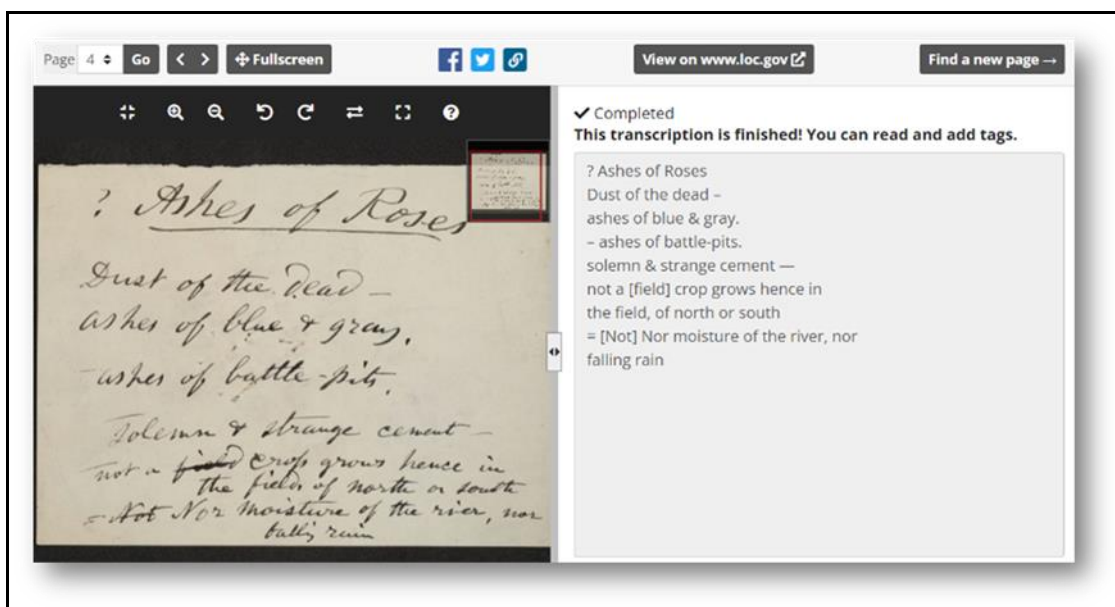 Page 4 Go < > Fullscreen
View on www.loc.gov
Find a new page →
Completed
This transcription is finished! You can read and add tags.
? Ashes of Roses
Dust of the dead –
ashes of blue & gray.
– ashes of battle-pits.
solemn & strange cement —
not a [field] crop grows hence in
the field, of north or south
= [Not] Nor moisture of the river, nor
falling rain
? Ashes of Roses
Dust of the dead –
ashes of blue & gray,
– ashes of battle-pits,
Solemn & strange cement –
not a field crop grows hence in
the fields of north or south
= Not Nor moisture of the river, nor
fallig rain